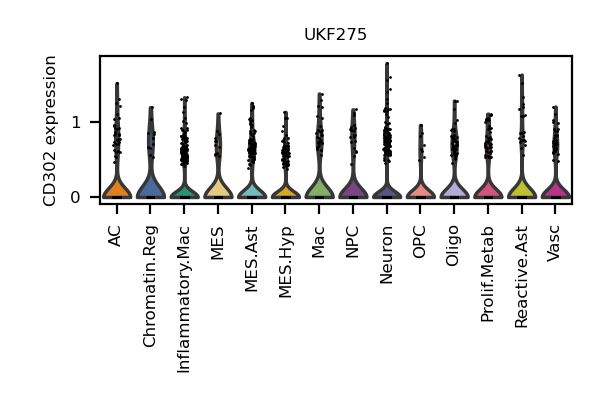 UKF275
CD302 expression
1
0
AC
Chromatin.Reg
Inflammatory.Mac
MES
MES.Ast
MES.Hyp
Mac
NPC
Neuron
OPC
Oligo
Prolif.Metab
Reactive.Ast
Vasc